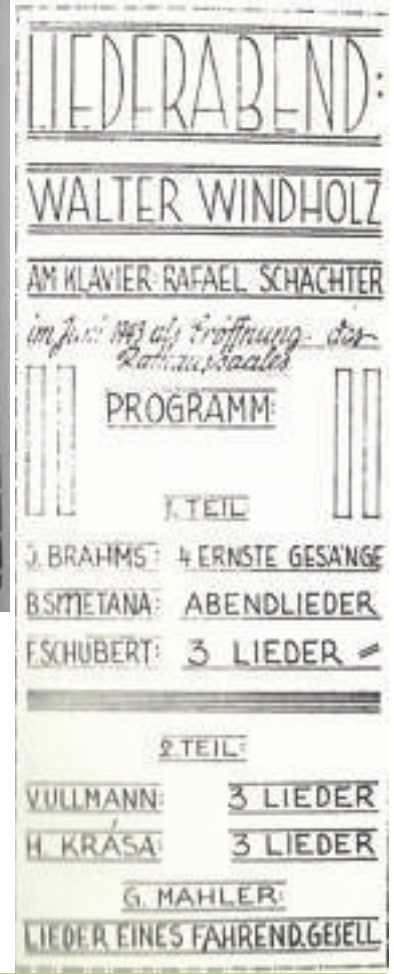 LIEDERABEND:
WALTER WINDHOLZ
AM KLAVIER: RAFAEL SCHÄCHTER
im Juni 1943 als Eröffnung des
Rathaussaales
PROGRAMM:
1. TEIL
J. BRAHMS: 4 ERNSTE GESÄNGE
B.SMETANA: ABENDLIEDER
F.SCHUBERT: 3 LIEDER
2.TEIL:
V.ULLMANN: 3 LIEDER
H. KRÁSA: 3 LIEDER
G. MAHLER:
LIEDER EINES FAHREND.GESELL.